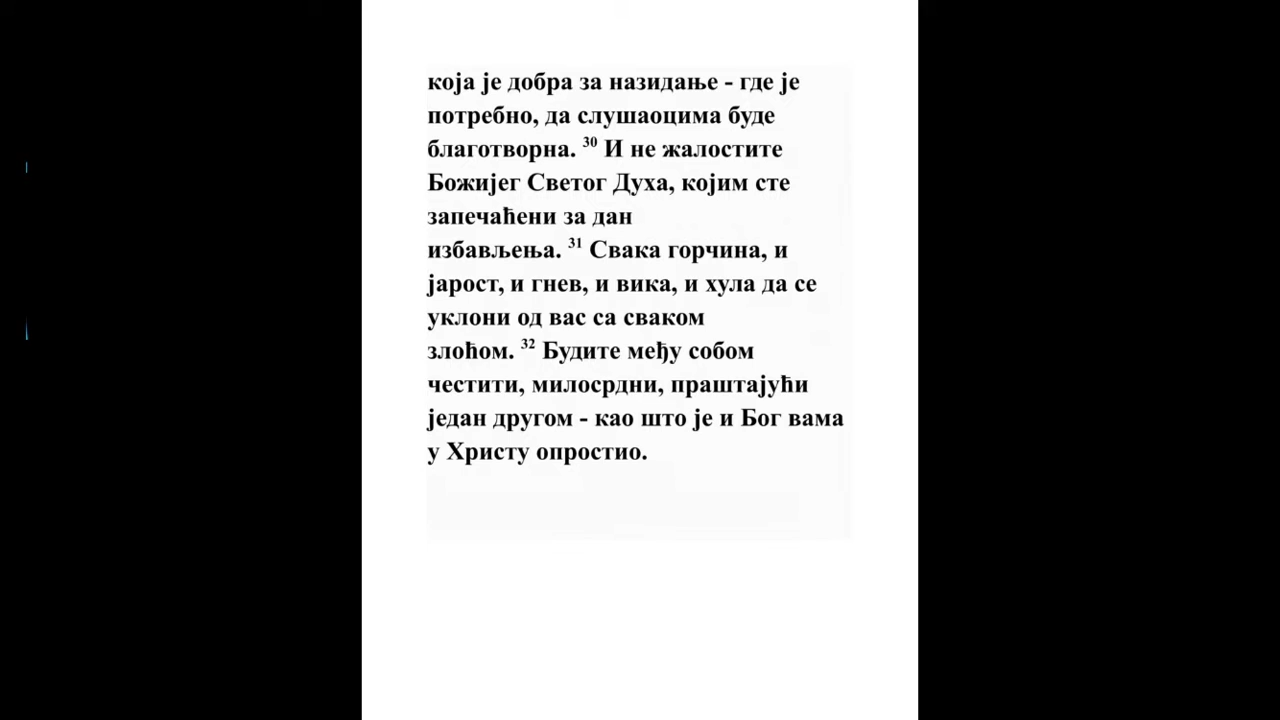 која је добра за назидање - где је
потребно, да слушаоцима буде
благотворна. 30 И не жалостите
Божијег Светог Духа, којим сте
запечаћени за дан
избављења. 31 Свака горчина, и
јарост, и гнев, и вика, и хула да се
уклони од вас са сваком
злоћом. 32 Будите међу собом
честити, милосрдни, праштајући
један другом - као што је и Бог вама
у Христу опростио.